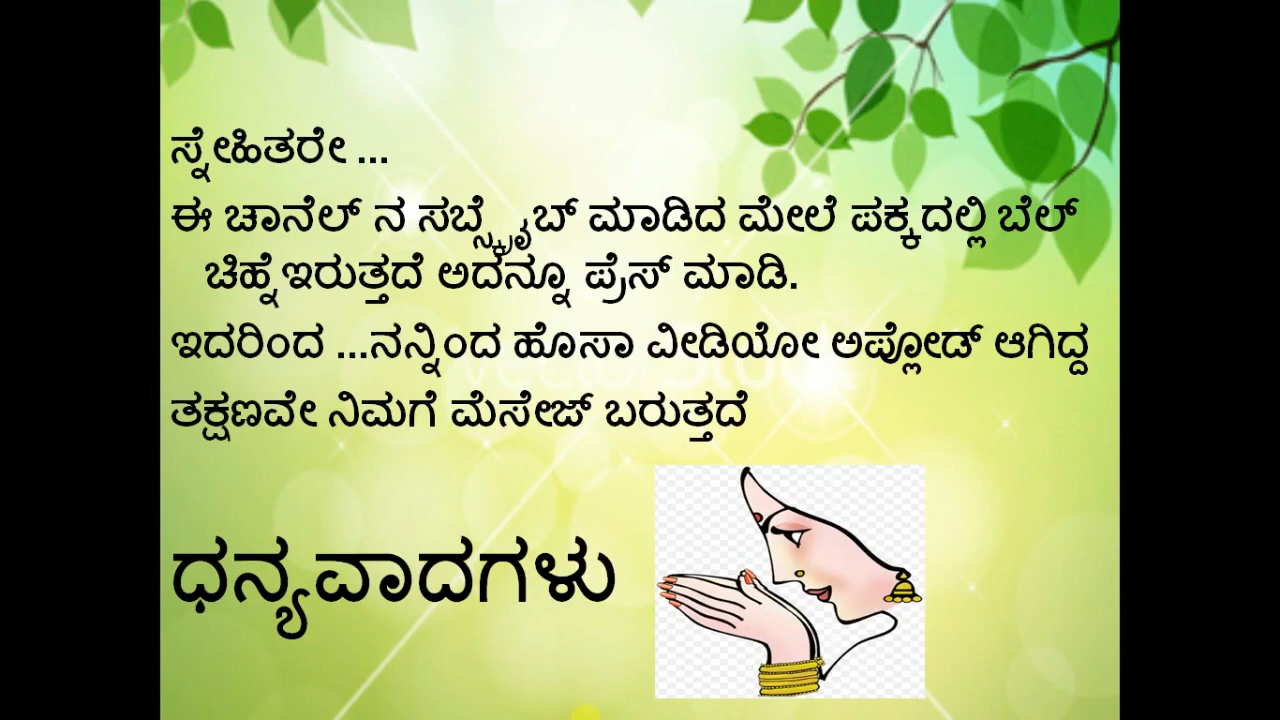 ಸ್ನೇಹಿತರೇ ...
ಈ ಚಾನೆಲ್ ನ ಸಬ್ಸ್ಕ್ರೈಬ್ ಮಾಡಿದ ಮೇಲೆ ಪಕ್ಕದಲ್ಲಿ ಬೆಲ್
ಚಿಹ್ನೆಇರುತ್ತದೆ ಅದನ್ನೂ ಪ್ರೆಸ್ ಮಾಡಿ.
ಇದರಿಂದ ...ನನ್ನಿಂದ ಹೊಸಾ ವೀಡಿಯೋ ಅಪ್ಲೋಡ್ ಆಗಿದ್ದ
ತಕ್ಷಣವೇ ನಿಮಗೆ ಮೆಸೇಜ್ ಬರುತ್ತದೆ
ಧನ್ಯವಾದಗಳು